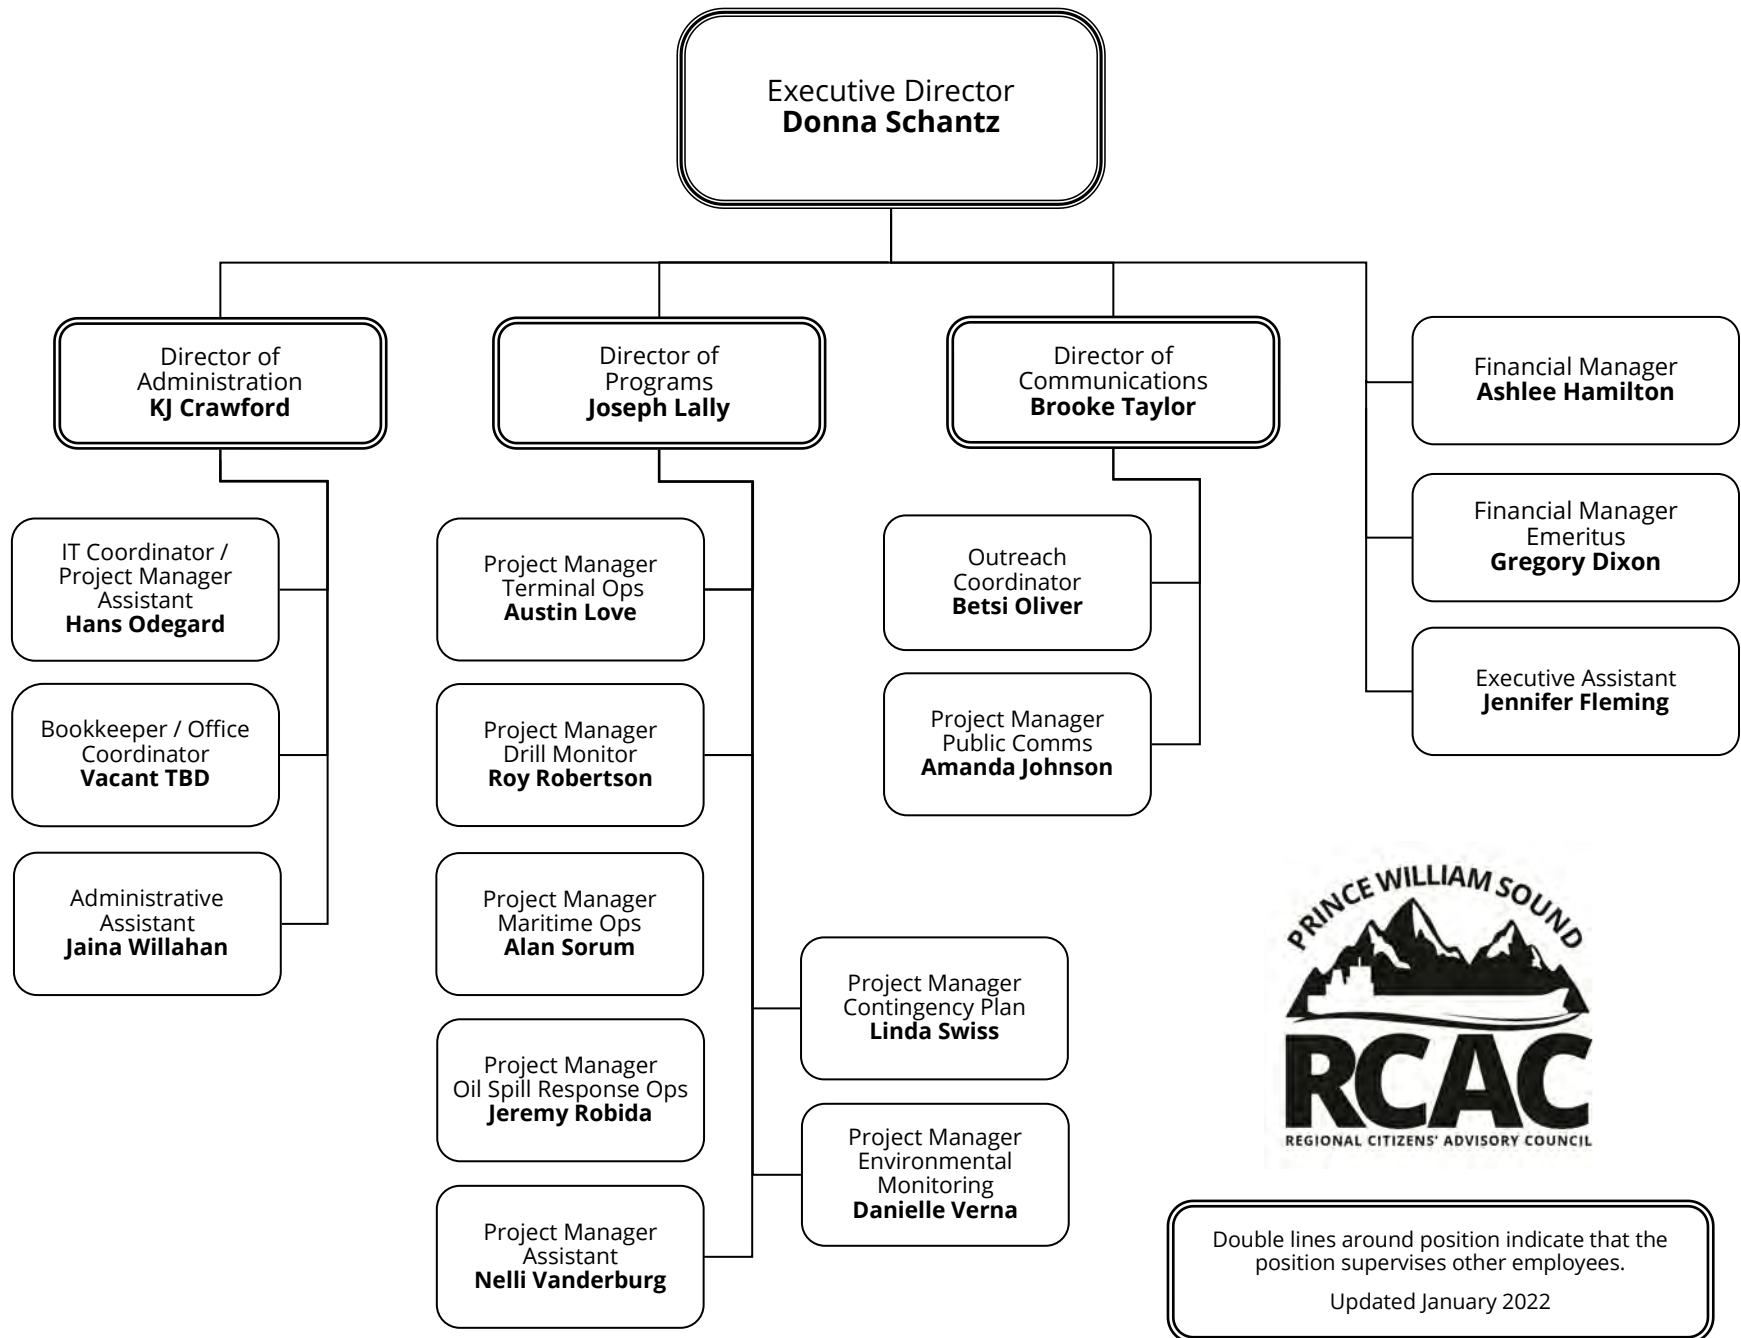 Executive Director
Donna Schantz
Director of
Administration
KJ Crawford
Director of
Programs
Joseph Lally
Director of
Communications
Brooke Taylor
Financial Manager
Ashlee Hamilton
Financial Manager
Emeritus
Gregory Dixon
Executive Assistant
Jennifer Fleming
IT Coordinator /
Project Manager
Assistant
Hans Odegard
Bookkeeper / Office
Coordinator
Vacant TBD
Administrative
Assistant
Jaina Willahan
Project Manager
Terminal Ops
Austin Love
Project Manager
Drill Monitor
Roy Robertson
Project Manager
Maritime Ops
Alan Sorum
Project Manager
Oil Spill Response Ops
Jeremy Robida
Project Manager
Assistant
Nelli Vanderburg
Project Manager
Contingency Plan
Linda Swiss
Project Manager
Environmental
Monitoring
Danielle Verna
Outreach
Coordinator
Betsi Oliver
Project Manager
Public Comms
Amanda Johnson
PRINCE WILLIAM SOUND
RCAC
REGIONAL CITIZENS' ADVISORY COUNCIL
Double lines around position indicate that the
position supervises other employees.
Updated January 2022